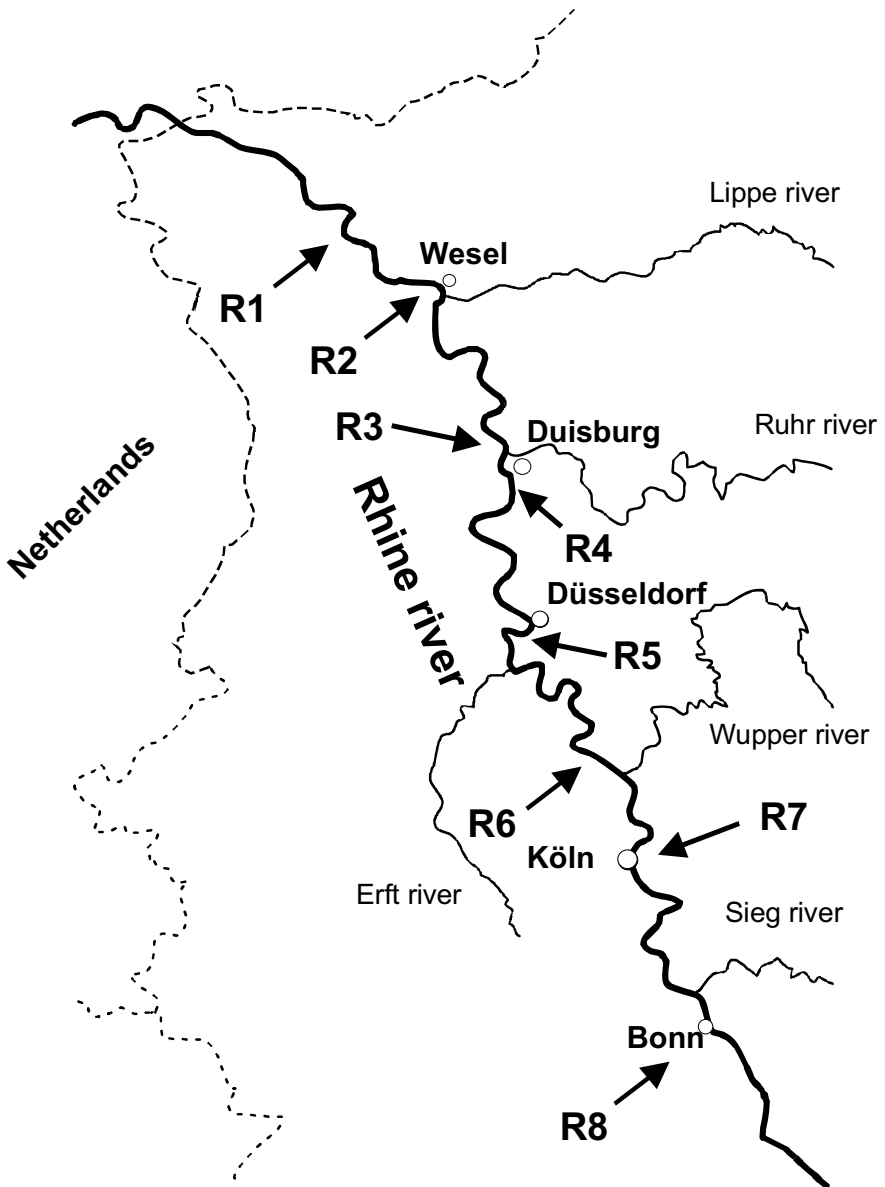 Lippe river
Wesel
R1
R2
R3
Duisburg
Ruhr river
Netherlands
Rhine river
R4
Düsseldorf
R5
Wupper river
R6
R7
Köln
Erft river
Sieg river
Bonn
R8